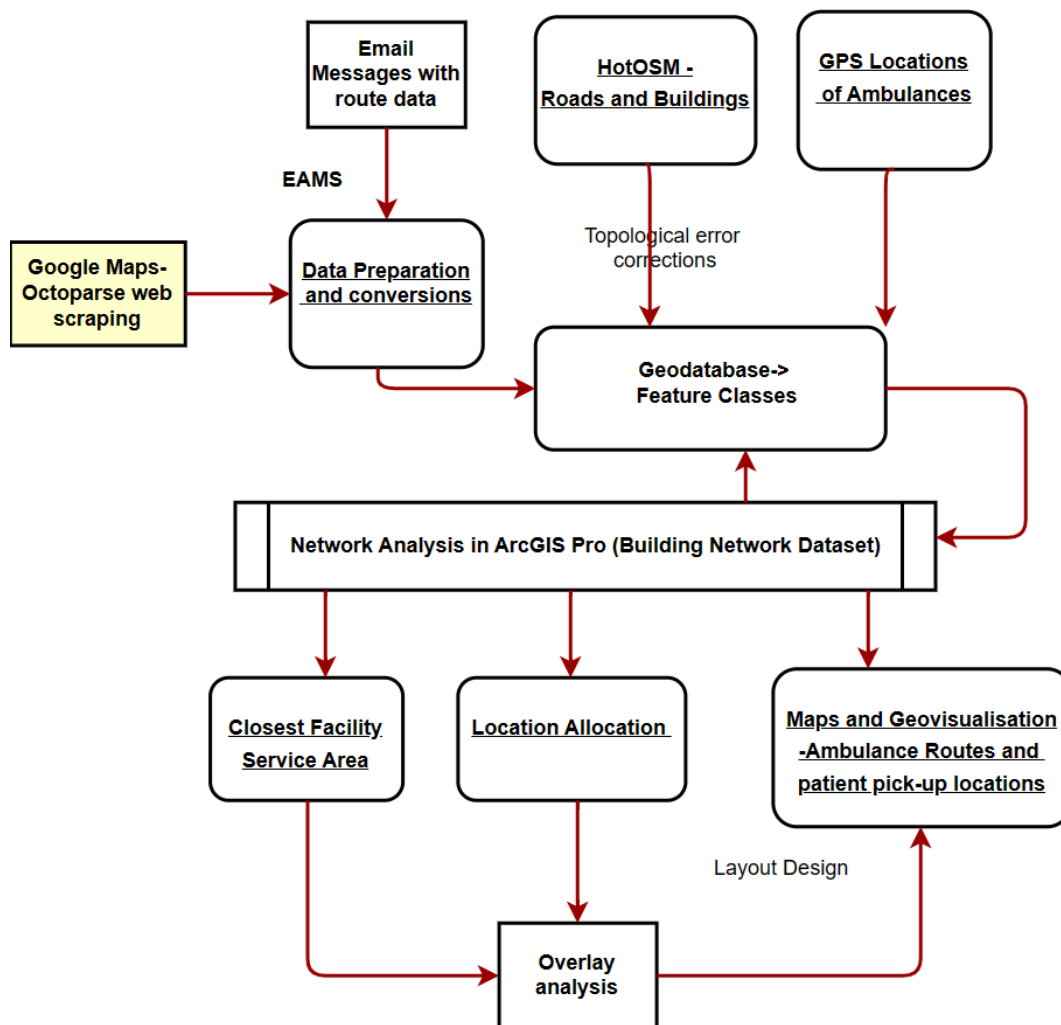 Email
Messages with
route data
HotOSM -
Roads and Buildings
GPS Locations
of Ambulances
EAMS
Topological error
corrections
Google Maps-
Octoparse web
scraping
Data Preparation
and conversions
Geodatabase->
Feature Classes
Network Analysis in ArcGIS Pro (Building Network Dataset)
Closest Facility
Service Area
Location Allocation
Maps and Geovisualisation
-Ambulance Routes and
patient pick-up locations
Layout Design
Overlay
analysis